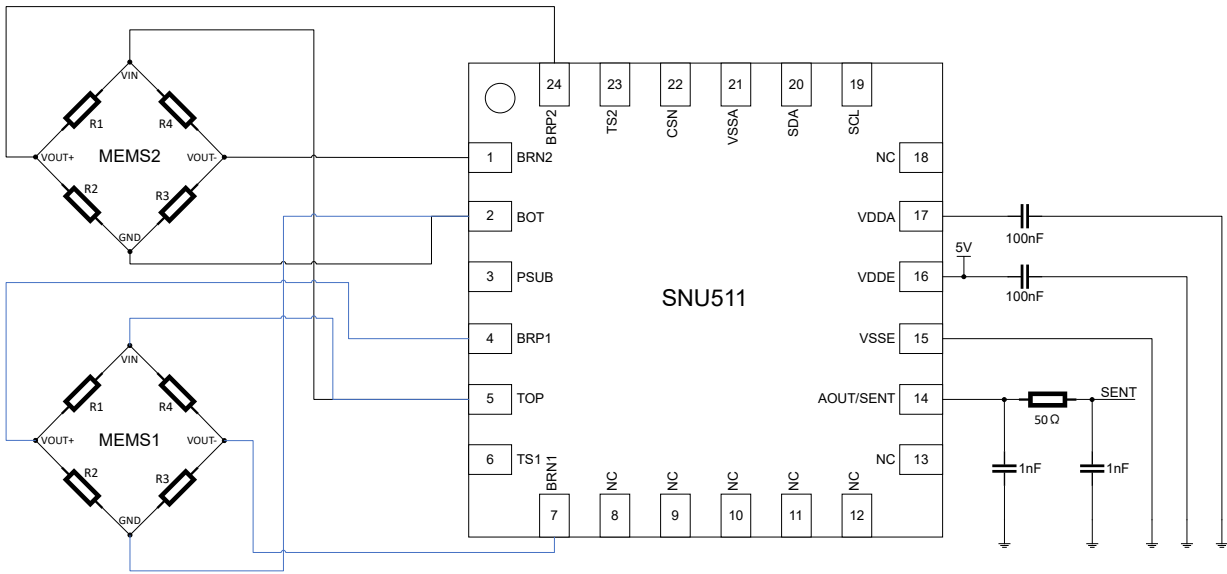 24
23
22
21
20
19
BRP2
TS2
CSN
VSSA
SDA
SCL
VIN
R1
R4
VOUT+
MEMS2
VOUT-
R2
R3
GND
1
BRN2
2
BOT
3
PSUB
4
BRP1
5
TOP
6
TS1
SNU511
NC
18
VDDA
17
100nF
5V
VDDE
16
100nF
VSSE
15
AOUT/SENT
14
SENT
50Ω
NC
13
1nF
1nF
VIN
R1
R4
VOUT+
MEMS1
VOUT-
R2
R3
GND
BRN1
NC
NC
NC
NC
NC
7
8
9
10
11
12